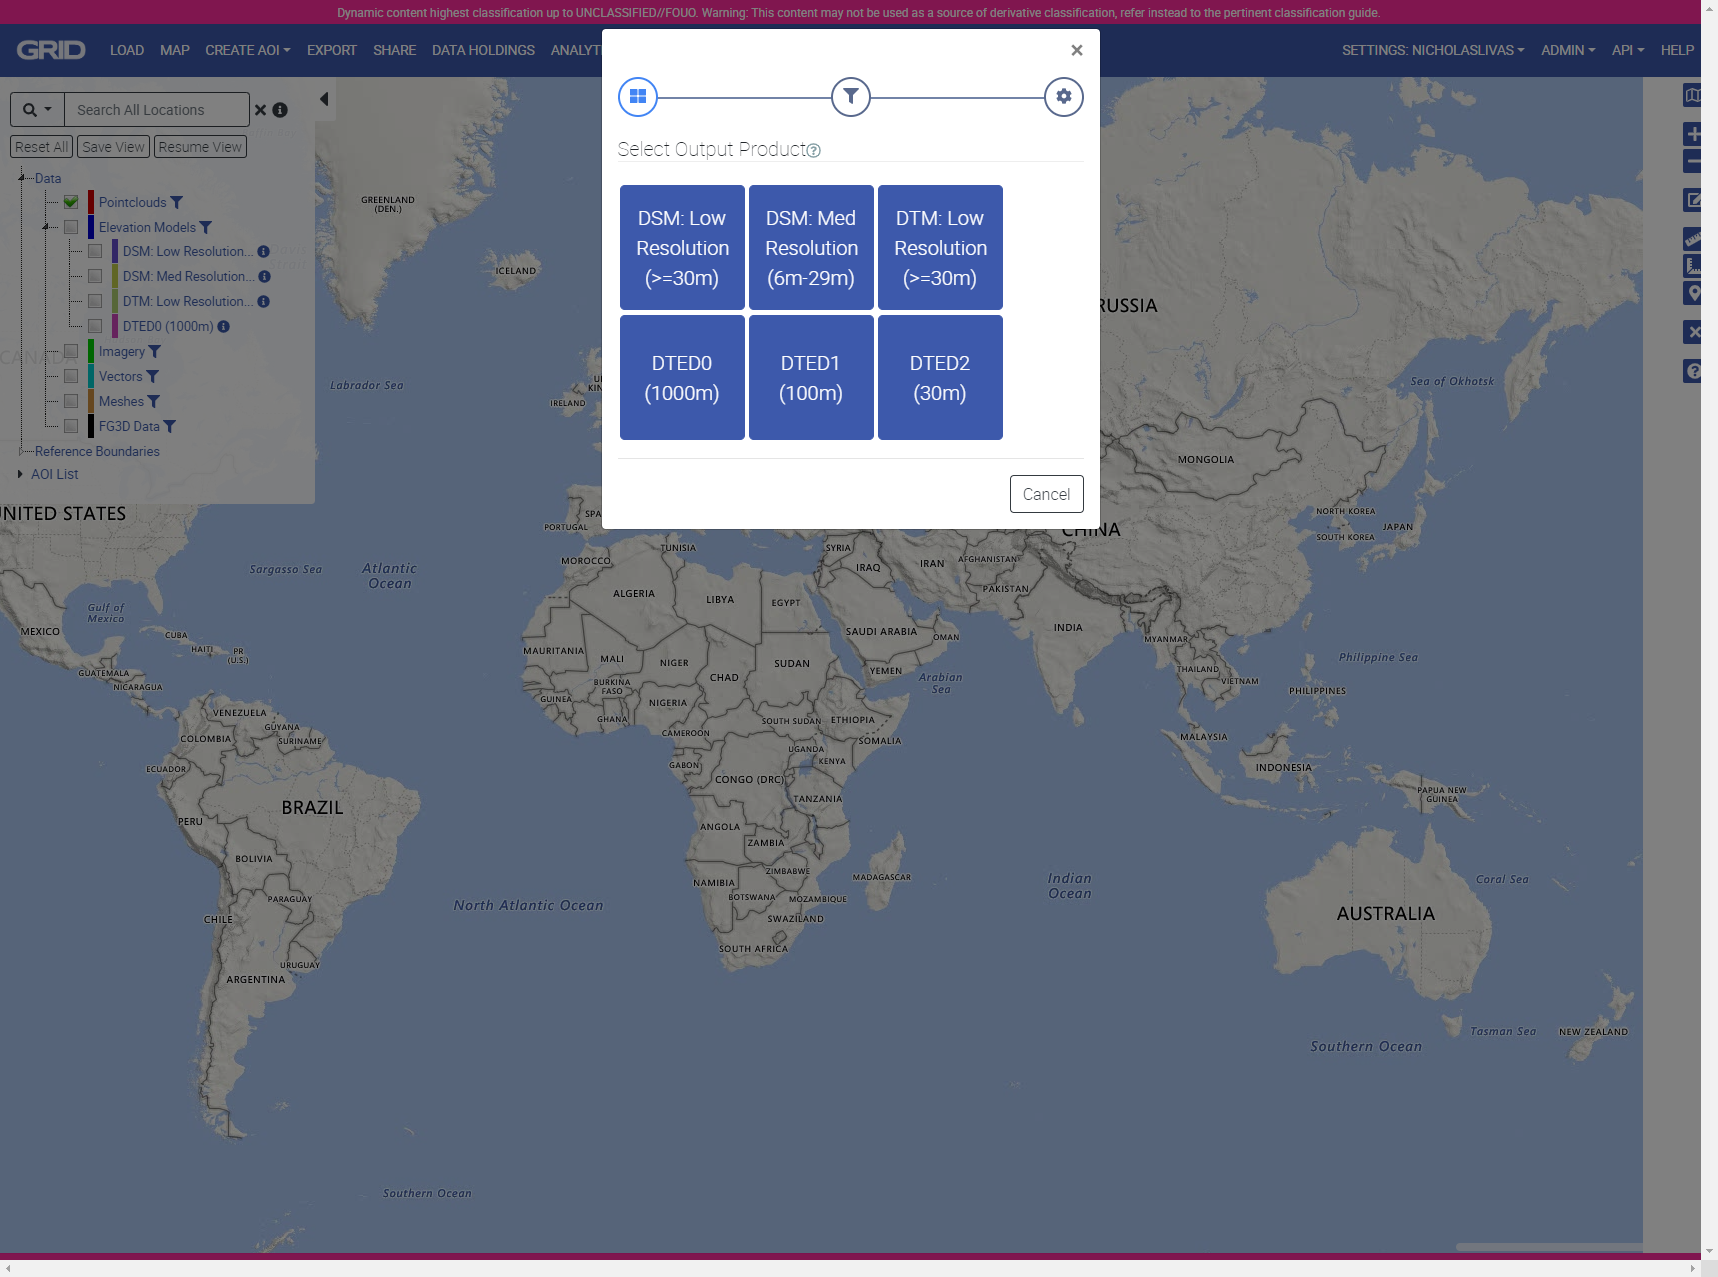 Dynamic content highest classification up to UNCLASSIFIED//FOUO. Warning: This content may not be used as a source of derivative classification, refer instead to the pertinent classification guide.
GRID LOAD MAP CREATE AOI EXPORT SHARE DATA HOLDINGS ANALYT SETTINGS: NICHOLASLIVAS ADMIN API HELP
Search All Locations
Reset All Save View Resume View
Data
Pointclouds
Elevation Models
DSM: Low Resolution...
DSM: Med Resolution...
DTM: Low Resolution...
DTED0 (1000m)
Imagery
Vectors
Meshes
FG3D Data
Reference Boundaries
AOI List
×
Select Output Product
DSM: Low
Resolution
(>=30m)
DSM: Med
Resolution
(6m-29m)
DTM: Low
Resolution
(>=30m)
DTED0
(1000m)
DTED1
(100m)
DTED2
(30m)
Cancel
GREENLAND
(DEN.)
ICELAND
RUSSIA
CANADA
Labrador Sea
IRELAND
UN
KIN
Sea of Okhotsk
MONGOLIA
NITED STATES
PORTUGAL
SPA
NORTH KOREA
JAPAN
SOUTH KOREA
CHINA
Sargasso Sea
Atlantic
Ocean
MOROCCO
TUNISIA
SYRIA
IRAQ
IRAN
AFGHANISTAN
PAKISTAN
Gulf of
Mexico
ALGERIA
LIBYA
EGYPT
MEXICO
CUBA
HAITI
PR
(U.S.)
SAUDI ARABIA
OMAN
INDIA
MYANMAR
MAURITANIA
MALI
NIGER
CHAD
SUDAN
YEMEN
Arabian
Sea
THAILAND
VIETNAM
Philippine Sea
PHILIPPINES
GUATEMALA
NICARAGUA
BURKINA
FASO
GUINEA
GHANA
NIGERIA
SOUTH SUDAN
ETHIOPIA
VENEZUELA
GUYANA
SURINAME
COLOMBIA
CAMEROON
UGANDA
KENYA
SOMALIA
MALAYSIA
ECUADOR
GABON
CONGO (DRC)
INDONESIA
TANZANIA
PAPUA NEW
GUINEA
BRAZIL
PERU
ANGOLA
ZAMBIA
BOLIVIA
ZIMBABWE
MADAGASCAR
NAMIBIA
BOTSWANA
MOZAMBIQUE
Indian
Ocean
Coral Sea
PARAGUAY
North Atlantic Ocean
CHILE
SWAZILAND
AUSTRALIA
SOUTH AFRICA
URUGUAY
ARGENTINA
Tasman Sea
NEW ZEALAND
Southern Ocean
Southern Ocean